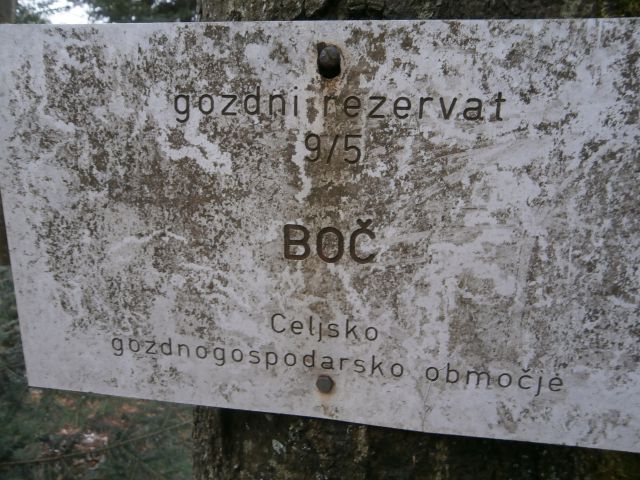 gozdni rezervat
9/5
BOČ
Celjsko
gozdnogospodarsko območje